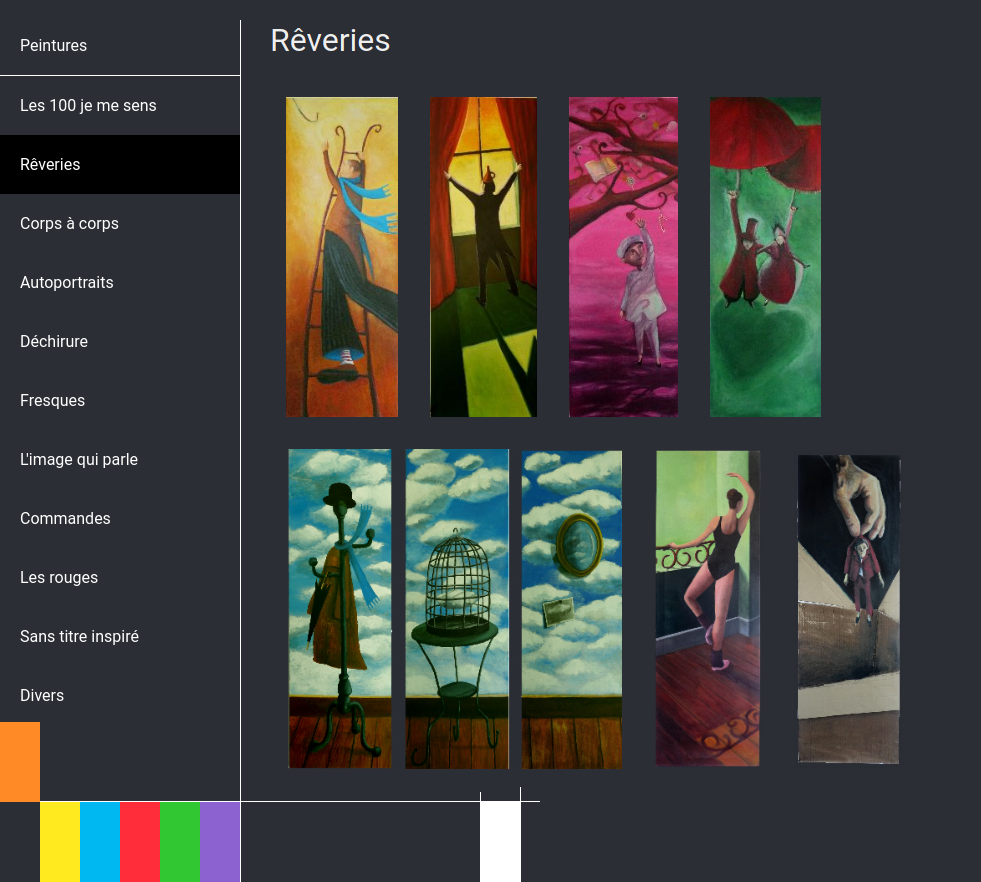 Peintures
Les 100 je me sens
Rêveries
Corps à corps
Autoportraits
Déchirure
Fresques
L'image qui parle
Commandes
Les rouges
Sans titre inspiré
Divers
Rêveries